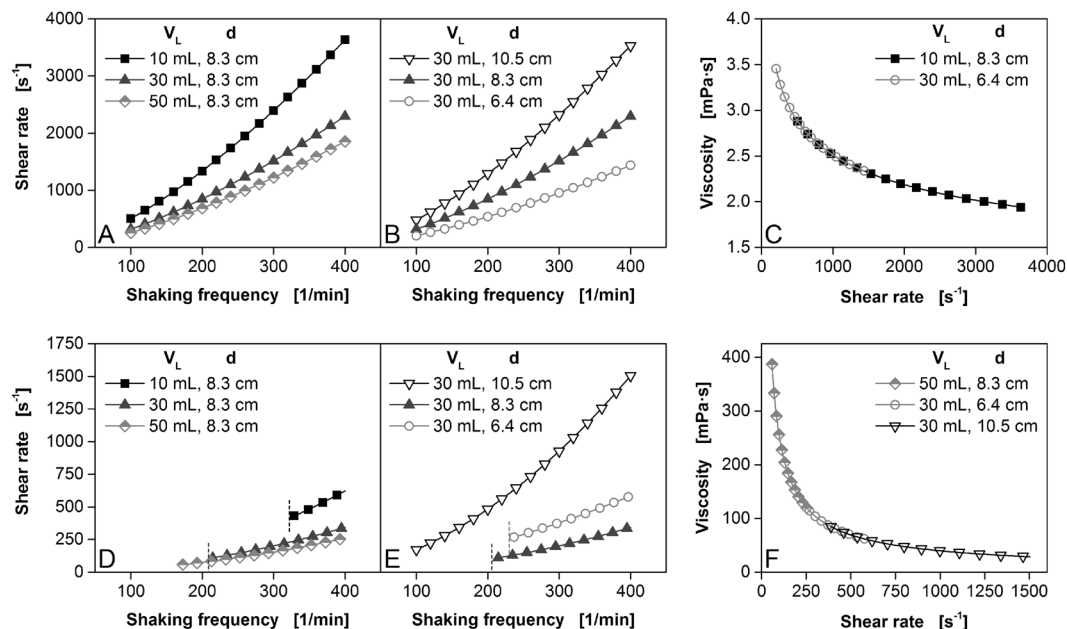 4000
3000
2000
1000
0
Shear rate [s⁻¹]
V_L d
10 mL, 8.3 cm
30 mL, 8.3 cm
50 mL, 8.3 cm
A
100 200 300 400
Shaking frequency [1/min]
V_L d
30 mL, 10.5 cm
30 mL, 8.3 cm
30 mL, 6.4 cm
B
100 200 300 400
Shaking frequency [1/min]
4.0
3.5
3.0
2.5
2.0
1.5
Viscosity [mPa·s]
V_L d
10 mL, 8.3 cm
30 mL, 6.4 cm
C
0 1000 2000 3000 4000
Shear rate [s⁻¹]
1750
1500
1250
1000
750
500
250
0
Shear rate [s⁻¹]
V_L d
10 mL, 8.3 cm
30 mL, 8.3 cm
50 mL, 8.3 cm
D
100 200 300 400
Shaking frequency [1/min]
V_L d
30 mL, 10.5 cm
30 mL, 8.3 cm
30 mL, 6.4 cm
E
100 200 300 400
Shaking frequency [1/min]
400
300
200
100
0
Viscosity [mPa·s]
V_L d
50 mL, 8.3 cm
30 mL, 6.4 cm
30 mL, 10.5 cm
F
0 250 500 750 1000 1250 1500
Shear rate [s⁻¹]